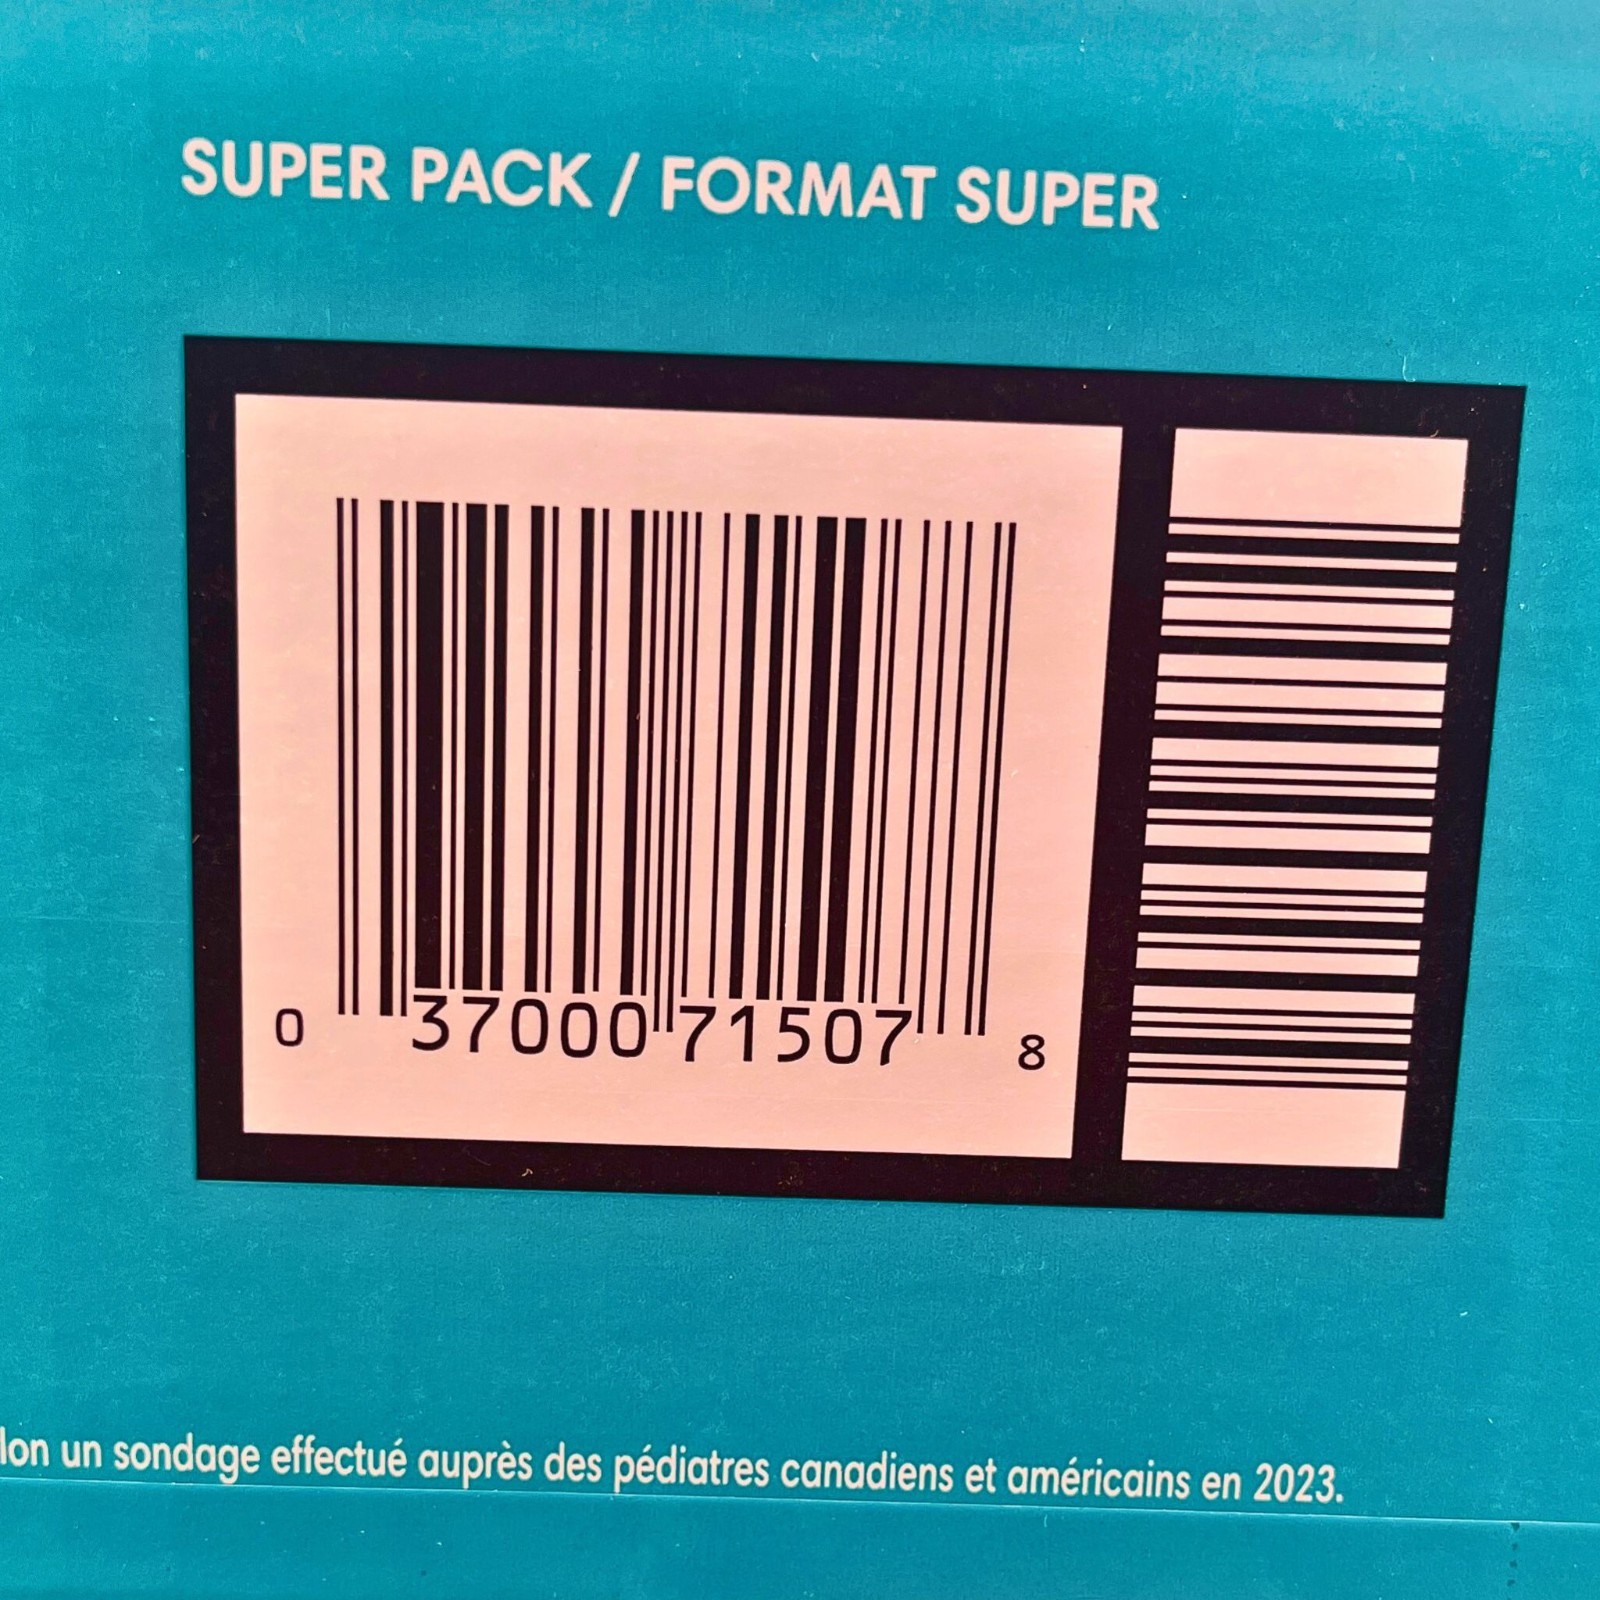 SUPER PACK / FORMAT SUPER
0 37000 71507 8
lon un sondage effectué auprès des pédiatres canadiens et américains en 2023.